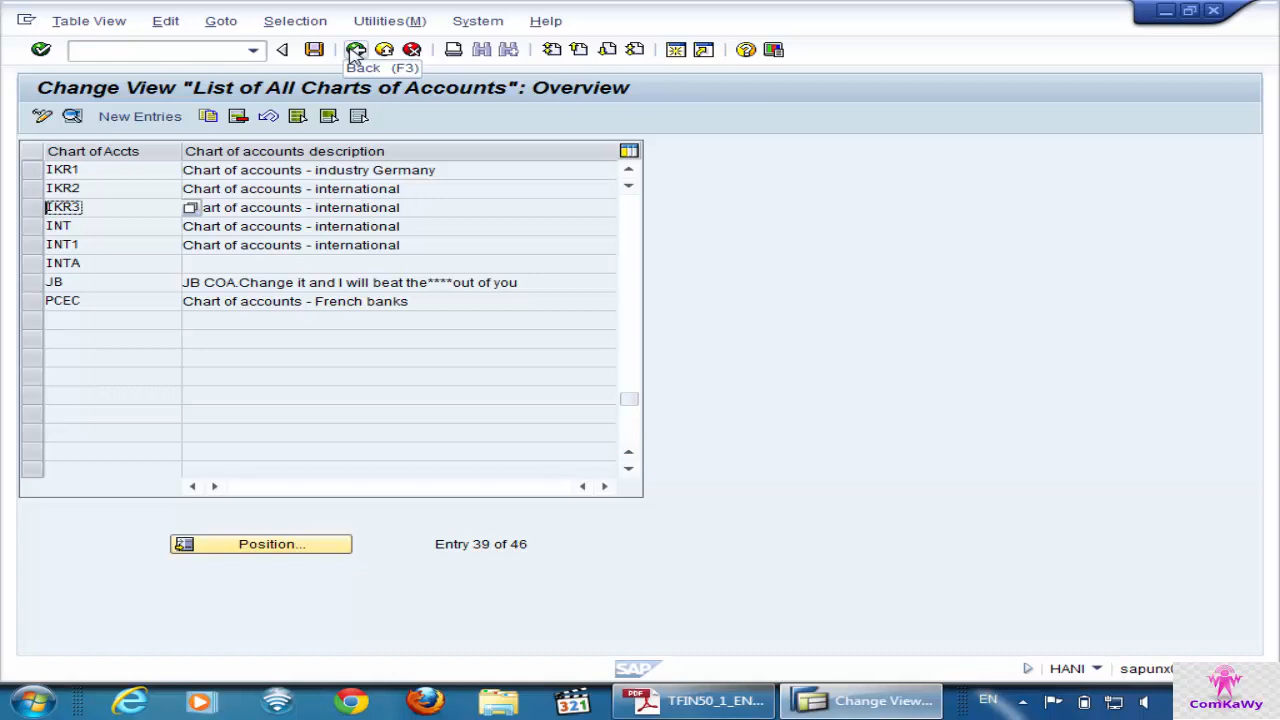 Table View Edit Goto Selection Utilities(M) System Help
Back (F3)
Change View "List of All Charts of Accounts": Overview
New Entries
Chart of Accts Chart of accounts description
IKR1 Chart of accounts - industry Germany
IKR2 Chart of accounts - international
IKR3 art of accounts - international
INT Chart of accounts - international
INT1 Chart of accounts - international
INTA
JB JB COA.Change it and I will beat the****out of you
PCEC Chart of accounts - French banks
Position... Entry 39 of 46
SAP HANI sapunx
321 PDF TFIN50_1_EN... Change View... EN
ComKaWy